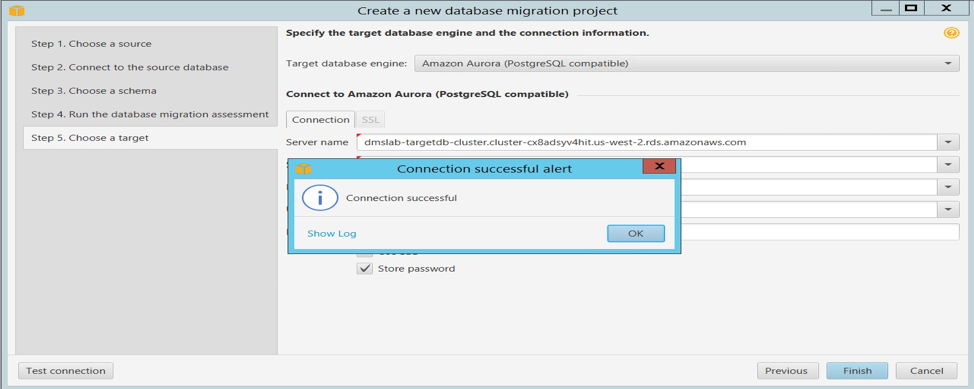 Create a new database migration project
Specify the target database engine and the connection information.
Step 1. Choose a source
Step 2. Connect to the source database
Step 3. Choose a schema
Step 4. Run the database migration assessment
Step 5. Choose a target
Target database engine: Amazon Aurora (PostgreSQL compatible)
Connect to Amazon Aurora (PostgreSQL compatible)
Connection SSL
Server name dmslab-targetdb-cluster.cluster-cx8adsyv4hit.us-west-2.rds.amazonaws.com
Connection successful alert
Connection successful
Show Log OK
Store password
Test connection Previous Finish Cancel